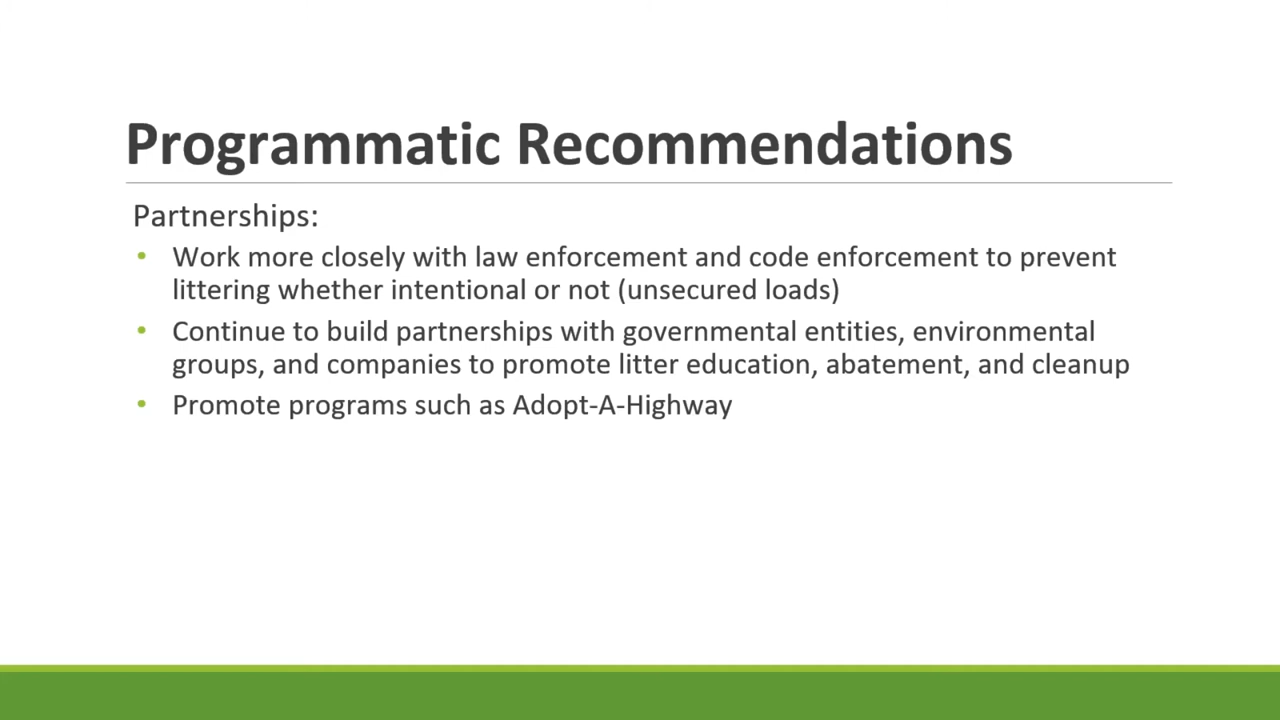 Programmatic Recommendations
Partnerships:
• Work more closely with law enforcement and code enforcement to prevent
littering whether intentional or not (unsecured loads)
• Continue to build partnerships with governmental entities, environmental
groups, and companies to promote litter education, abatement, and cleanup
• Promote programs such as Adopt-A-Highway